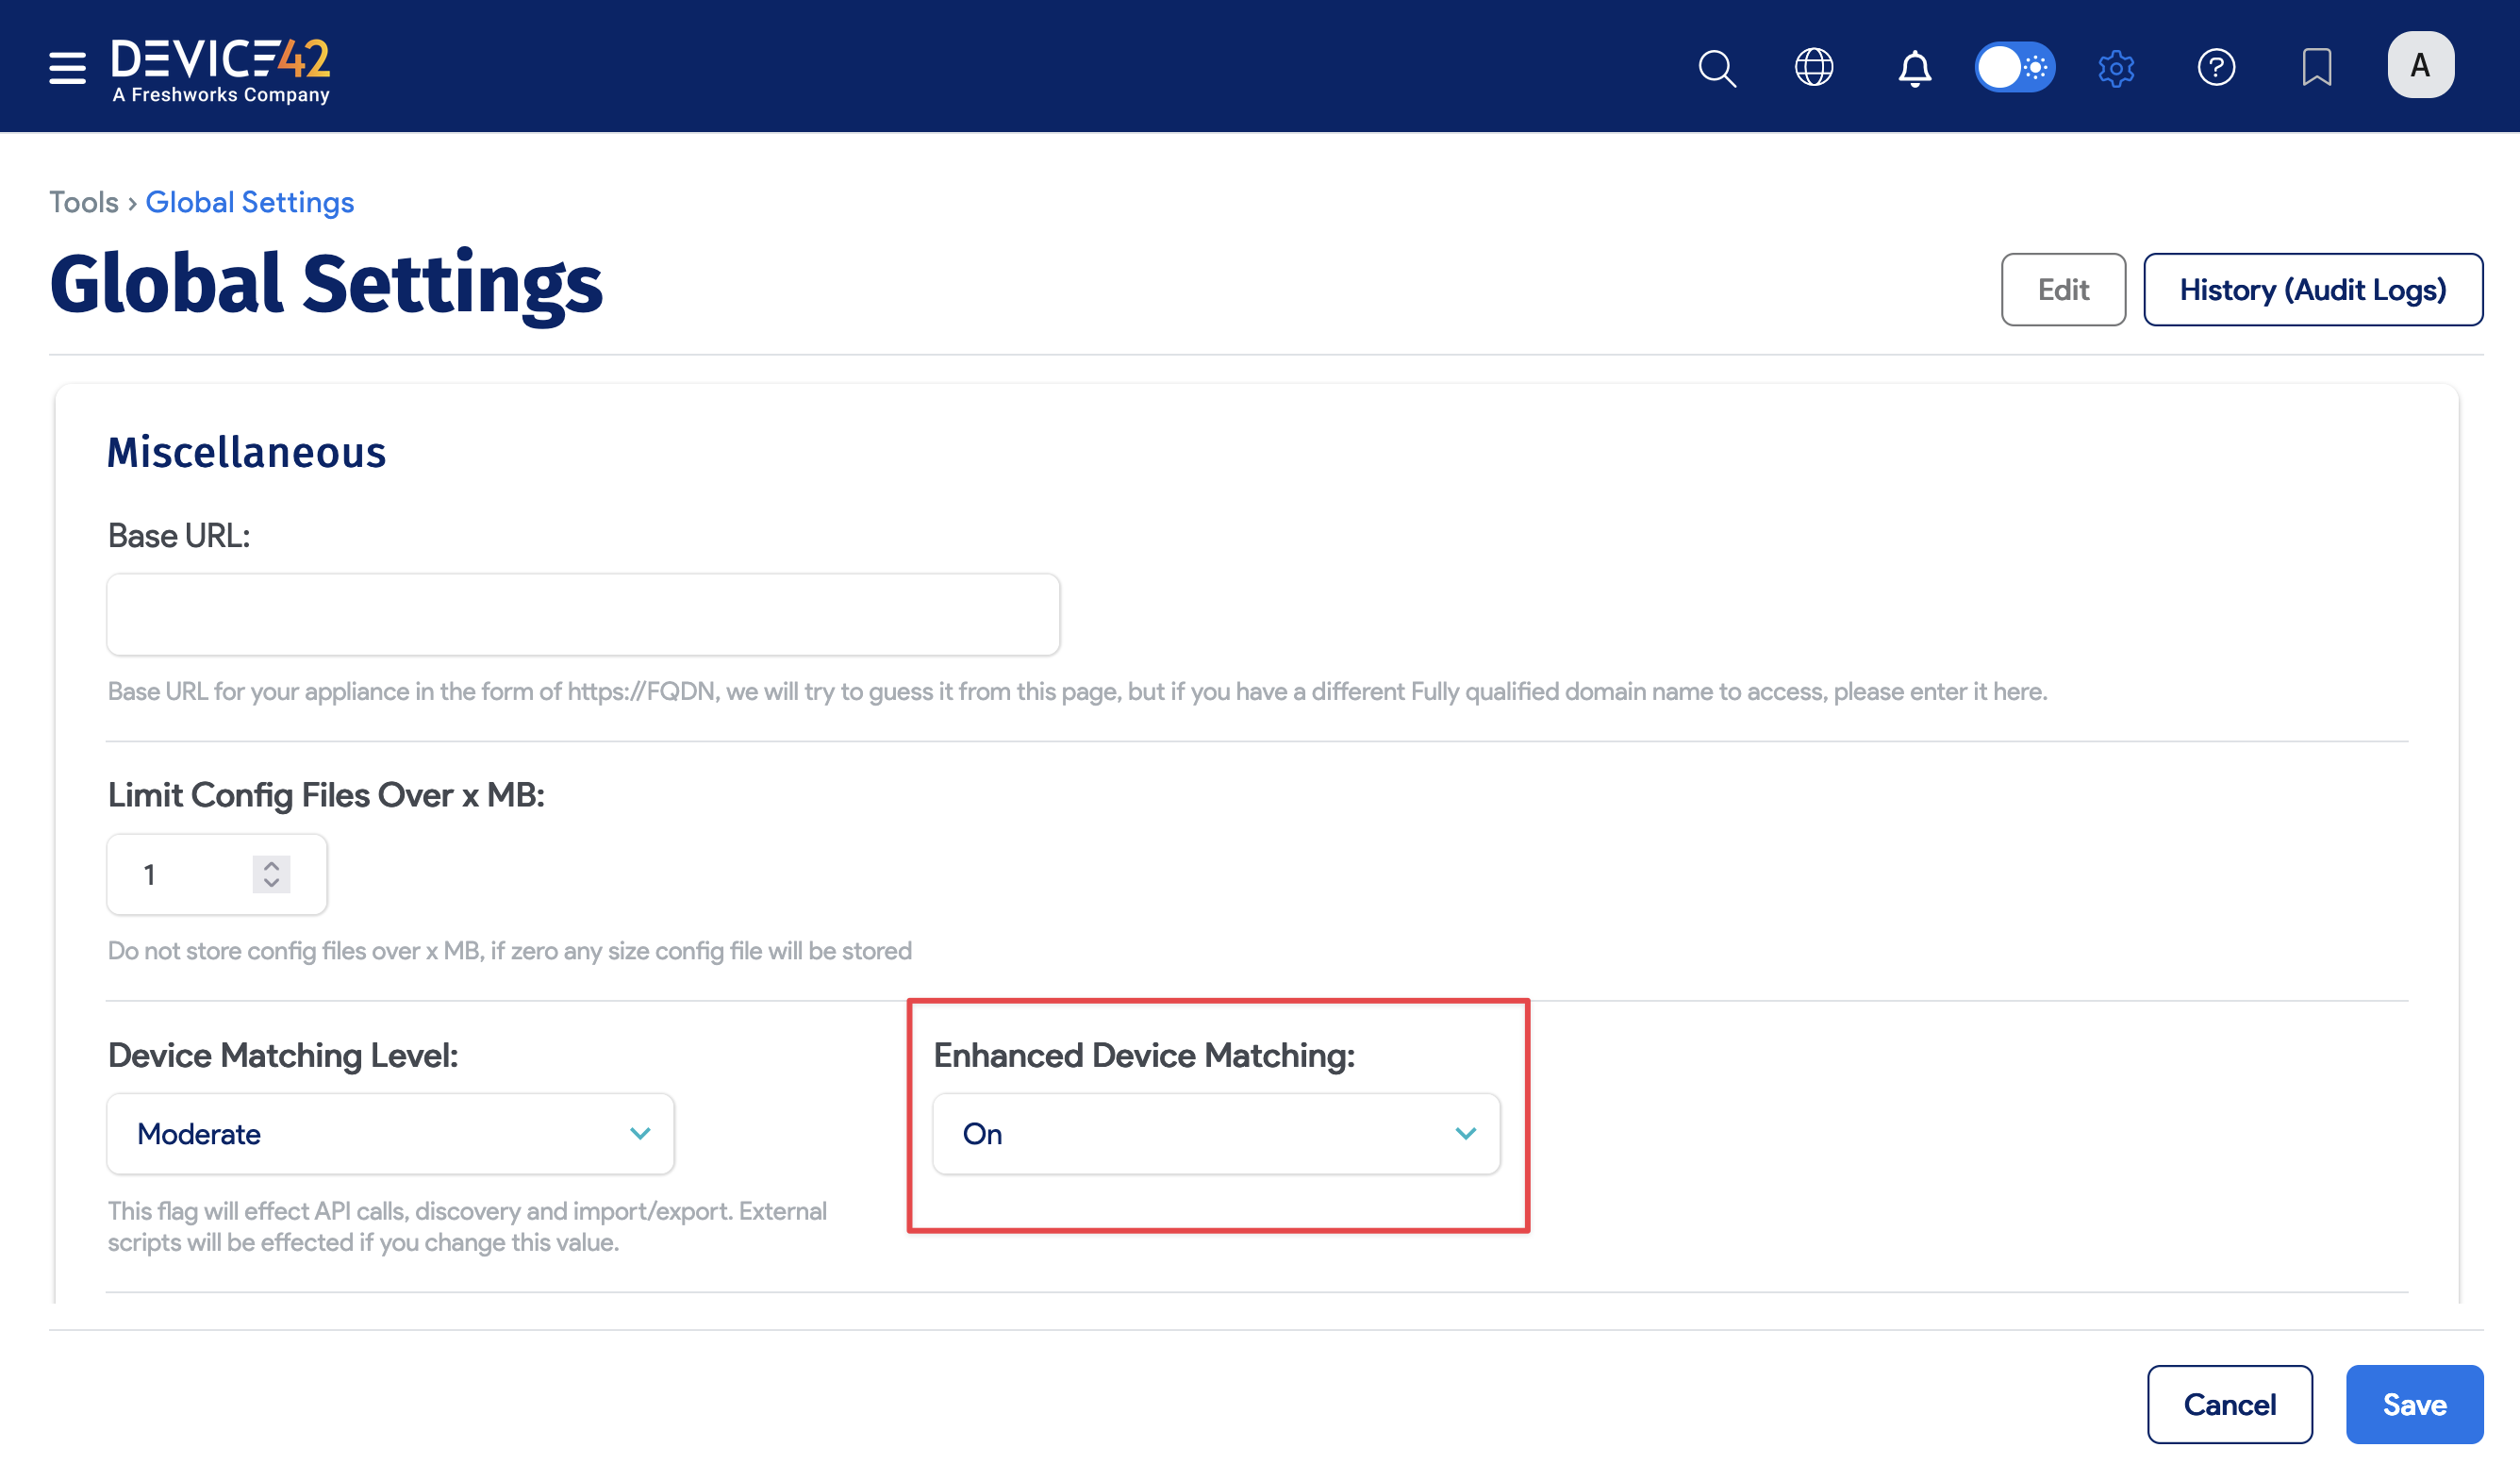 DEVICE42
A Freshworks Company
A
Tools › Global Settings
Global Settings
Edit
History (Audit Logs)
Miscellaneous
Base URL:
Base URL for your appliance in the form of https://FQDN, we will try to guess it from this page, but if you have a different Fully qualified domain name to access, please enter it here.
Limit Config Files Over x MB:
1
Do not store config files over x MB, if zero any size config file will be stored
Device Matching Level:
Enhanced Device Matching:
Moderate
On
This flag will effect API calls, discovery and import/export. External
scripts will be effected if you change this value.
Cancel
Save